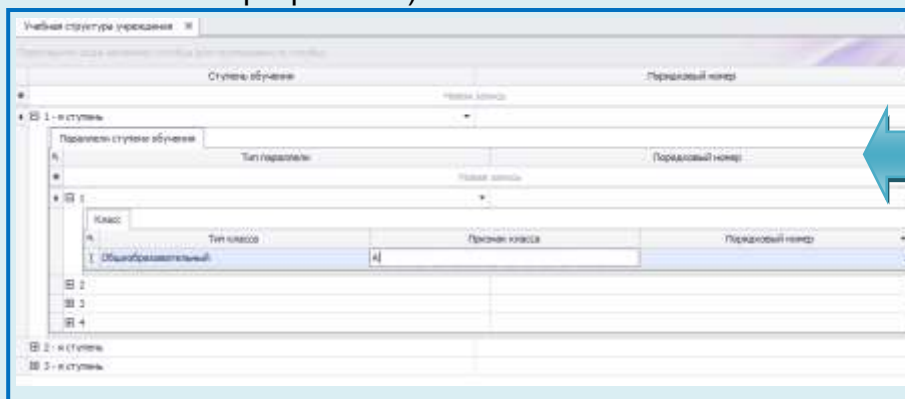 Учебная структура учреждения
Ступень обучения Порядковый номер
Новая запись
1 - я ступень
Параллели ступени обучения
Тип параллели Порядковый номер
Новая запись
1
Класс
Тип класса Признак класса Порядковый номер
Общеобразовательный А
2
3
4
2 - я ступень
3 - я ступень